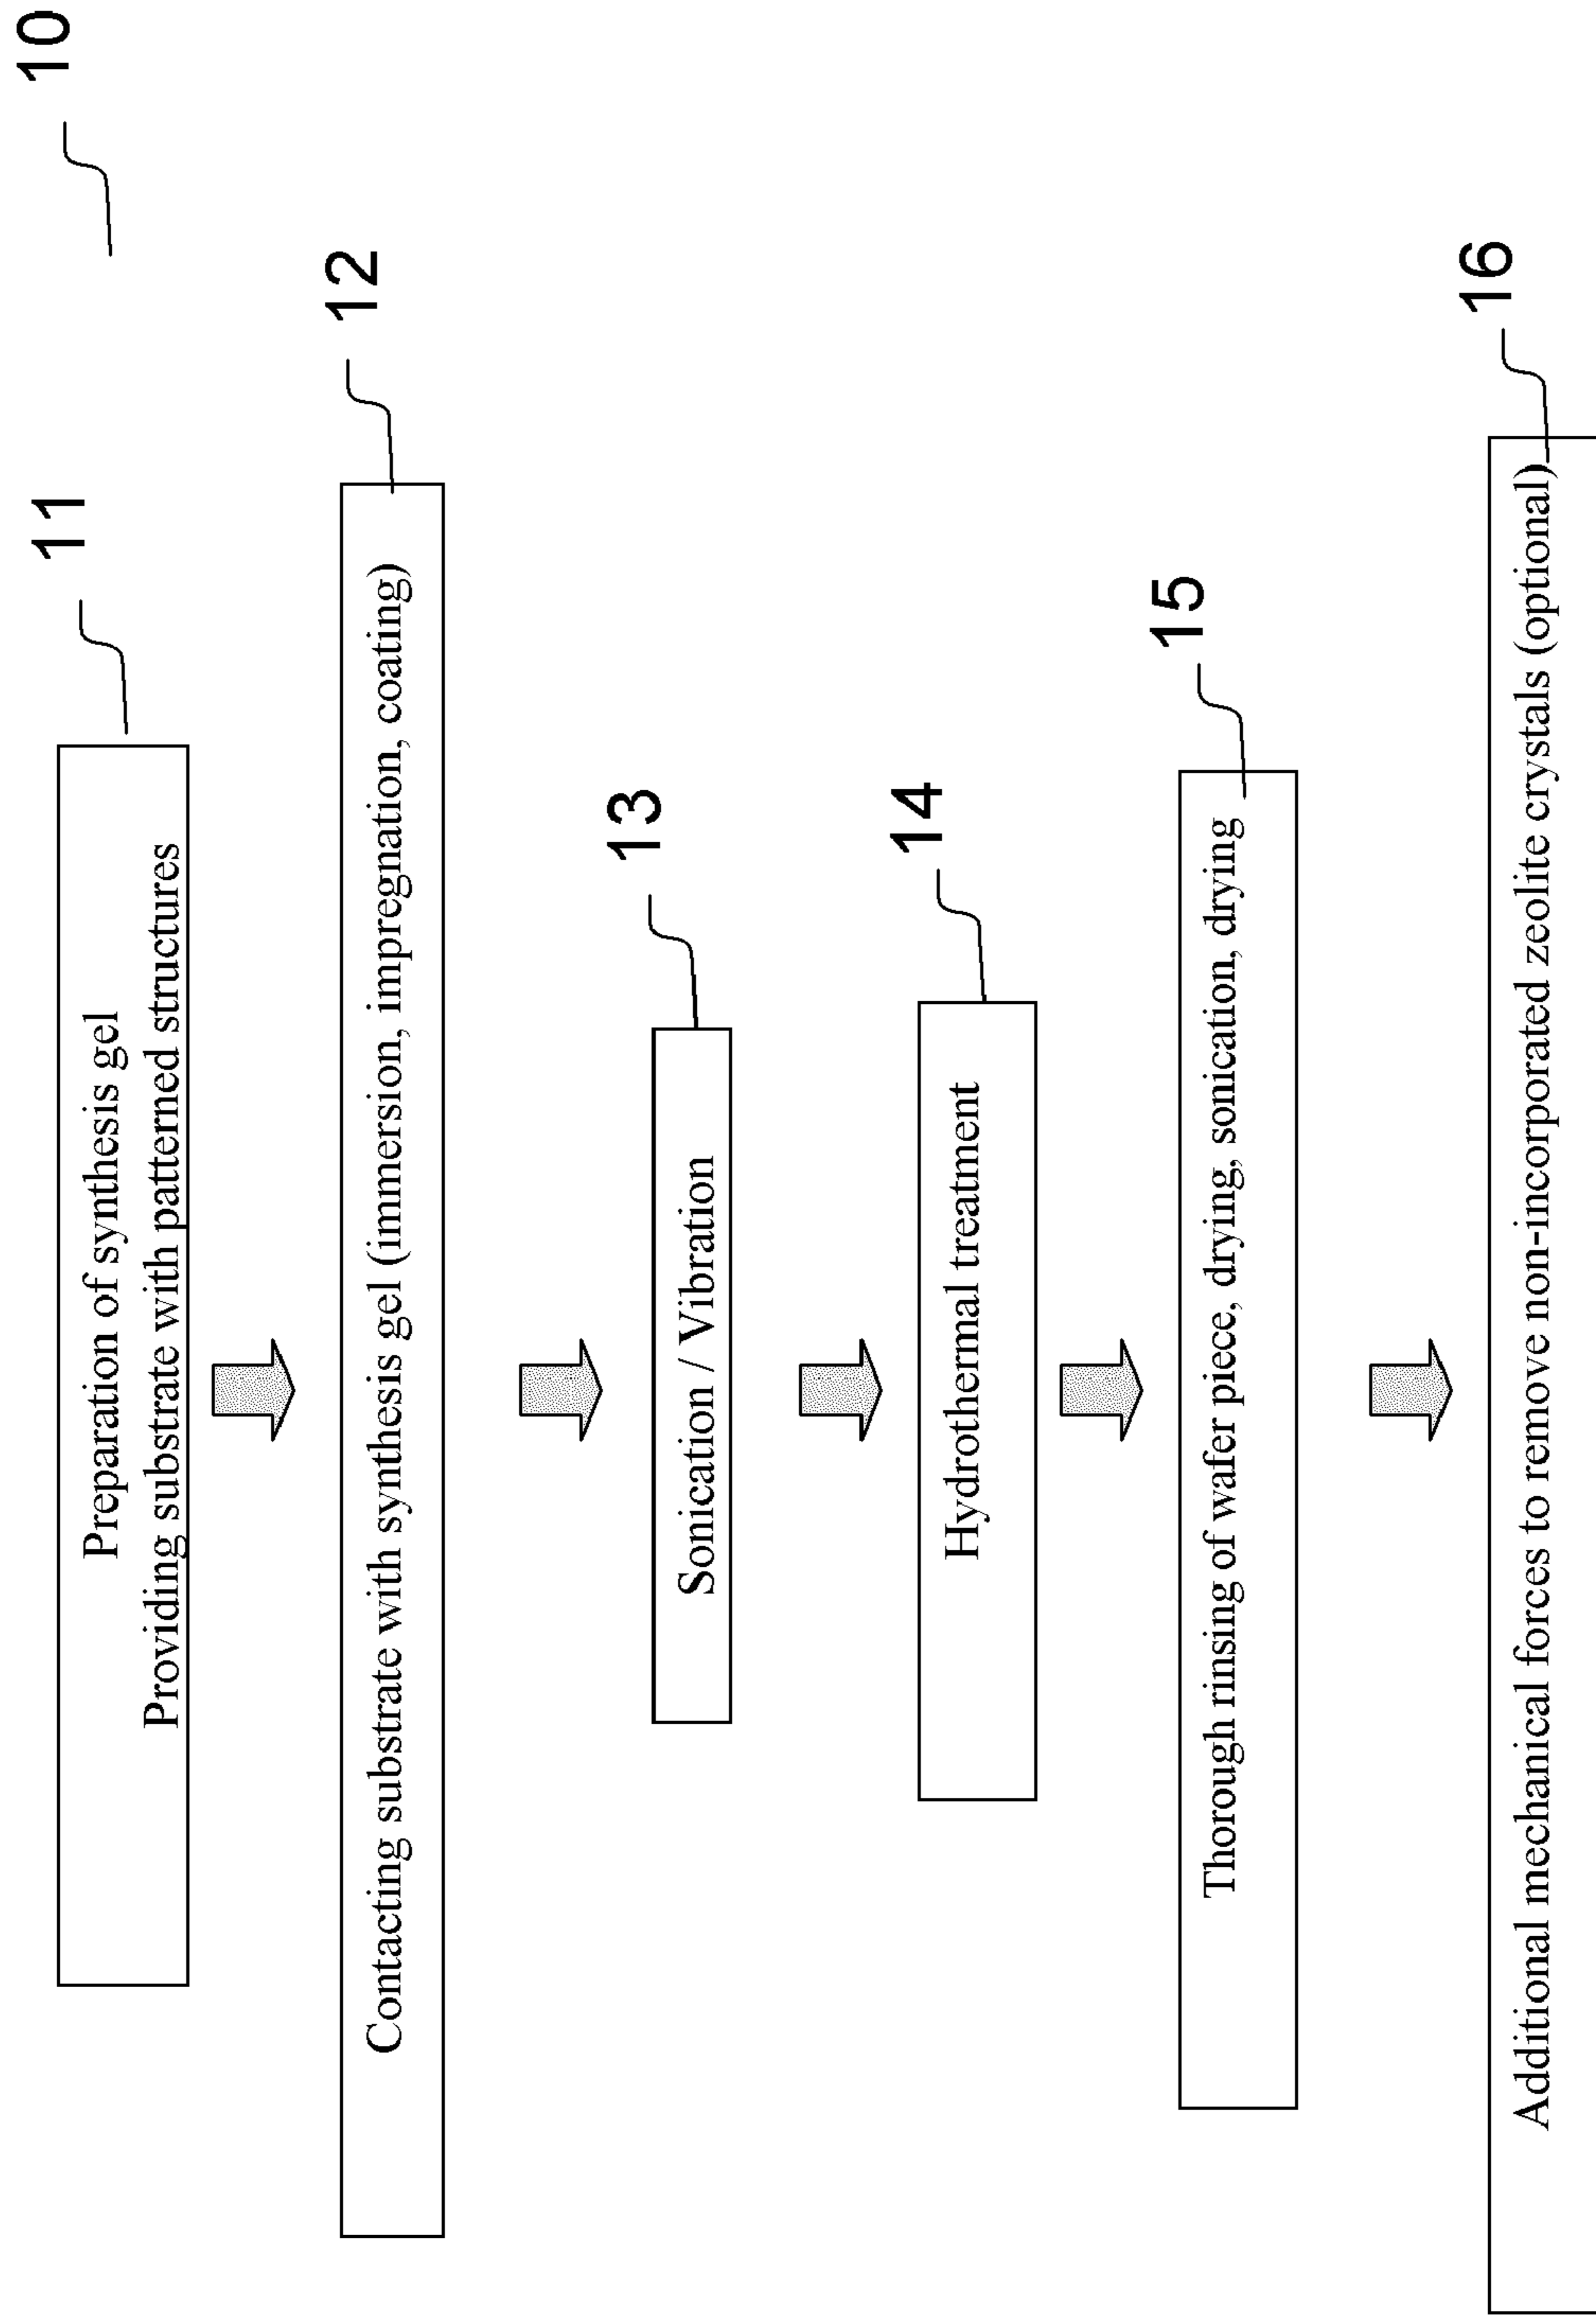 10
11
Preparation of synthesis gel
Providing substrate with patterned structures
12
Contacting substrate with synthesis gel (immersion, impregnation, coating)
13
Sonication / Vibration
14
Hydrothermal treatment
15
Thorough rinsing of wafer piece, drying, sonication, drying
16
Additional mechanical forces to remove non-incorporated zeolite crystals (optional)